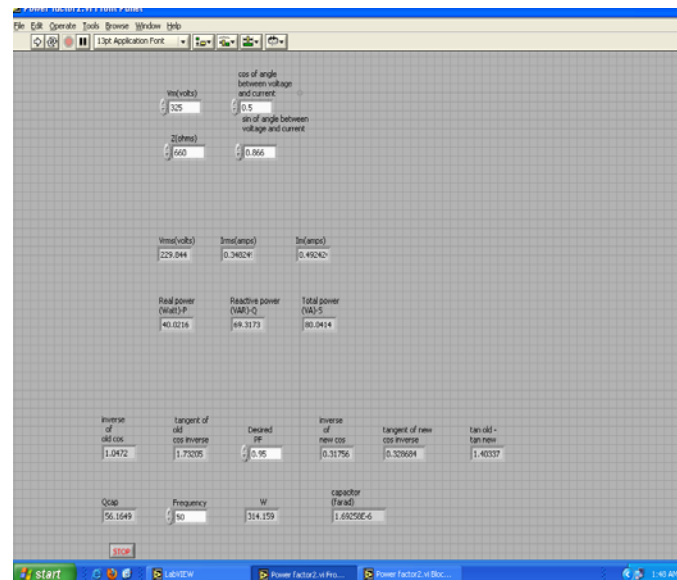 Power factor2.vi Front Panel
File Edit Operate Tools Browse Window Help
13pt Application Font
Vm(volts)
325
cos of angle
between voltage
and current
0.5
Z(ohms)
660
sin of angle between
voltage and current
0.866
Vrms(volts) Irms(amps) Im(amps)
229.844 0.34824 0.49242
Real power
(Watt)-P
Reactive power
(VAR)-Q
Total power
(VA)-S
40.0216 69.3173 80.0414
inverse
of
old cos
tangent of
old
cos inverse
Desired
PF
inverse
of
new cos
tangent of new
cos inverse
tan old -
tan new
1.0472 1.73205 0.95 0.31756 0.328684 1.40337
Qcap Frequency W
capacitor
(farad)
56.1649 50 314.159 1.69258E-6
STOP
start LabVIEW Power factor2.vi Fro... Power factor2.vi Bloc... 1:48 AM